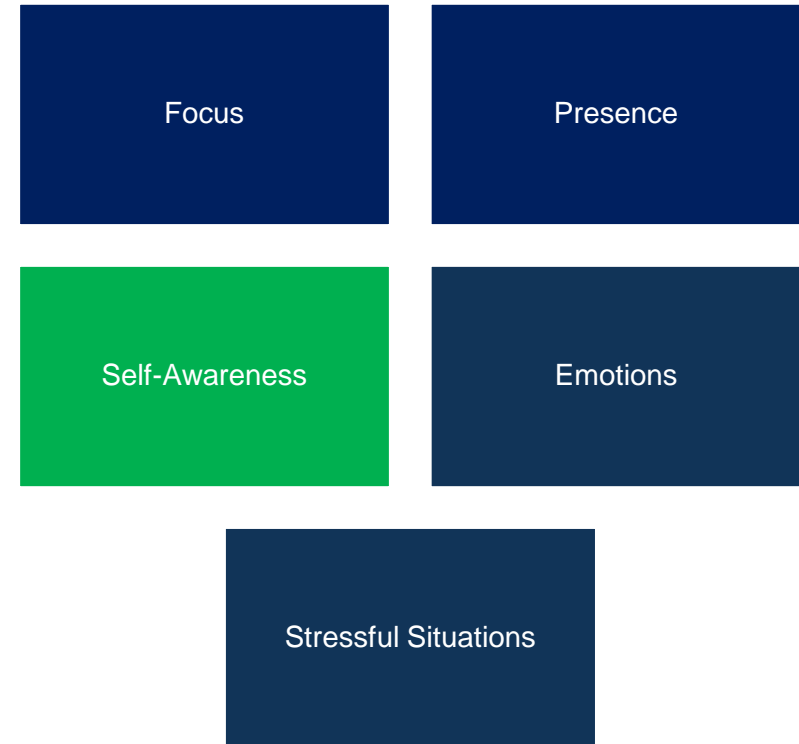 Focus
Presence
Self-Awareness
Emotions
Stressful Situations